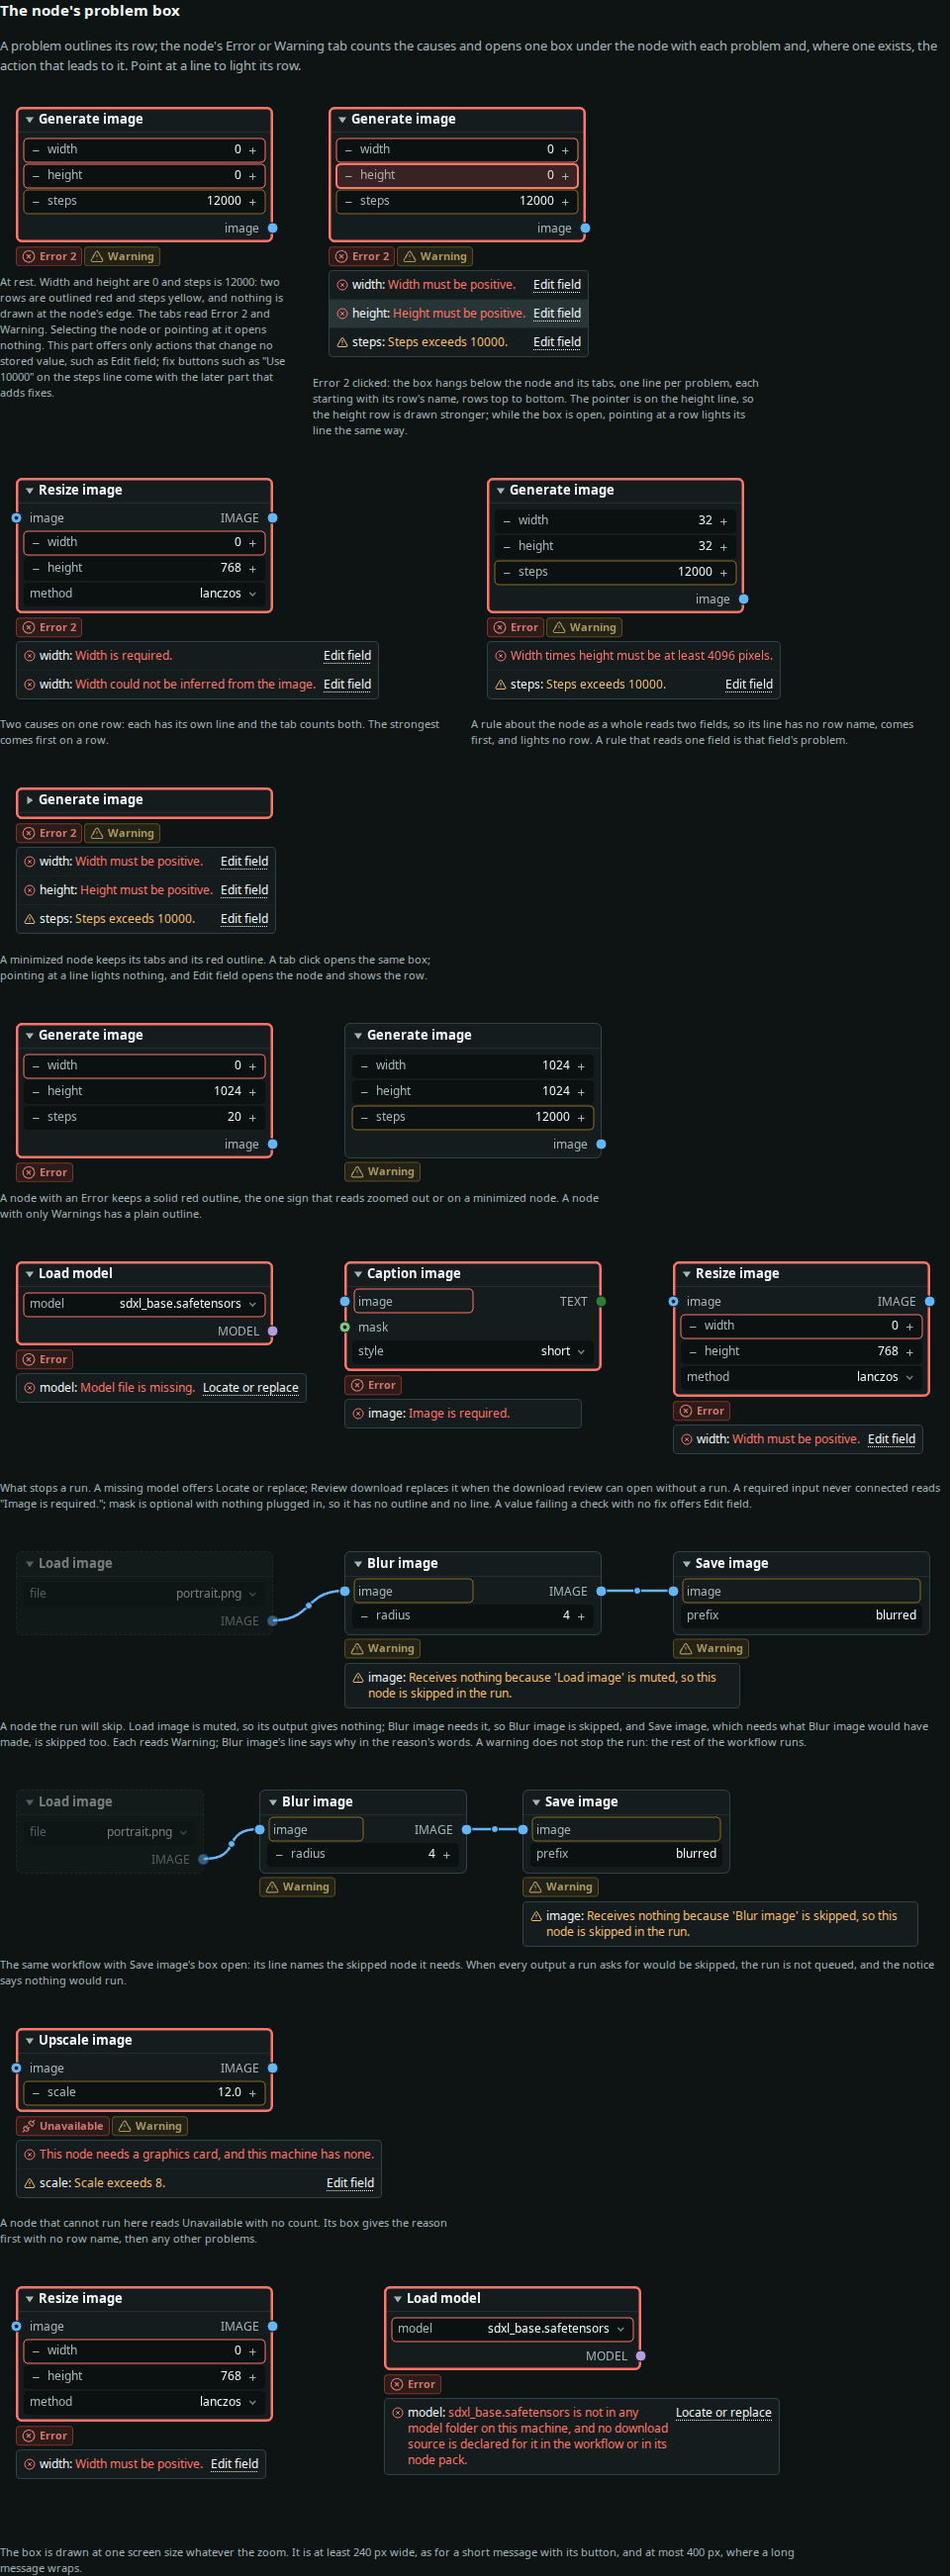 The node's problem box
A problem outlines its row; the node's Error or Warning tab counts the causes and opens one box under the node with each problem and, where one exists, the
action that leads to it. Point at a line to light its row.
Generate image
− width 0 +
− height 0 +
− steps 12000 +
image
Error 2 Warning
At rest. Width and height are 0 and steps is 12000: two
rows are outlined red and steps yellow, and nothing is
drawn at the node's edge. The tabs read Error 2 and
Warning. Selecting the node or pointing at it opens
nothing. This part offers only actions that change no
stored value, such as Edit field; fix buttons such as "Use
10000" on the steps line come with the later part that
adds fixes.
Generate image
− width 0 +
− height 0 +
− steps 12000 +
image
Error 2 Warning
width: Width must be positive. Edit field
height: Height must be positive. Edit field
steps: Steps exceeds 10000. Edit field
Error 2 clicked: the box hangs below the node and its tabs, one line per problem, each
starting with its row's name, rows top to bottom. The pointer is on the height line, so
the height row is drawn stronger; while the box is open, pointing at a row lights its
line the same way.
Resize image
image IMAGE
− width 0 +
− height 768 +
method lanczos
Error 2
width: Width is required. Edit field
width: Width could not be inferred from the image. Edit field
Two causes on one row: each has its own line and the tab counts both. The strongest
comes first on a row.
Generate image
− width 32 +
− height 32 +
− steps 12000 +
image
Error Warning
Width times height must be at least 4096 pixels.
steps: Steps exceeds 10000. Edit field
A rule about the node as a whole reads two fields, so its line has no row name, comes
first, and lights no row. A rule that reads one field is that field's problem.
Generate image
Error 2 Warning
width: Width must be positive. Edit field
height: Height must be positive. Edit field
steps: Steps exceeds 10000. Edit field
A minimized node keeps its tabs and its red outline. A tab click opens the same box;
pointing at a line lights nothing, and Edit field opens the node and shows the row.
Generate image
− width 0 +
− height 1024 +
− steps 20 +
image
Error
Generate image
− width 1024 +
− height 1024 +
− steps 12000 +
image
Warning
A node with an Error keeps a solid red outline, the one sign that reads zoomed out or on a minimized node. A node
with only Warnings has a plain outline.
Load model
model sdxl_base.safetensors
MODEL
Error
model: Model file is missing. Locate or replace
Caption image
image TEXT
mask
style short
Error
image: Image is required.
Resize image
image IMAGE
− width 0 +
− height 768 +
method lanczos
Error
width: Width must be positive. Edit field
What stops a run. A missing model offers Locate or replace; Review download replaces it when the download review can open without a run. A required input never connected reads
"Image is required."; mask is optional with nothing plugged in, so it has no outline and no line. A value failing a check with no fix offers Edit field.
Load image
file portrait.png
IMAGE
Blur image
image IMAGE
− radius 4 +
Warning
image: Receives nothing because 'Load image' is muted, so this
node is skipped in the run.
Save image
image
prefix blurred
Warning
A node the run will skip. Load image is muted, so its output gives nothing; Blur image needs it, so Blur image is skipped, and Save image, which needs what Blur image would have
made, is skipped too. Each reads Warning; Blur image's line says why in the reason's words. A warning does not stop the run: the rest of the workflow runs.
Load image
file portrait.png
IMAGE
Blur image
image IMAGE
− radius 4 +
Warning
Save image
image
prefix blurred
Warning
image: Receives nothing because 'Blur image' is skipped, so this
node is skipped in the run.
The same workflow with Save image's box open: its line names the skipped node it needs. When every output a run asks for would be skipped, the run is not queued, and the notice
says nothing would run.
Upscale image
image IMAGE
− scale 12.0 +
Unavailable Warning
This node needs a graphics card, and this machine has none.
scale: Scale exceeds 8. Edit field
A node that cannot run here reads Unavailable with no count. Its box gives the reason
first with no row name, then any other problems.
Resize image
image IMAGE
− width 0 +
− height 768 +
method lanczos
Error
width: Width must be positive. Edit field
Load model
model sdxl_base.safetensors
MODEL
Error
model: sdxl_base.safetensors is not in any Locate or replace
model folder on this machine, and no download
source is declared for it in the workflow or in its
node pack.
The box is drawn at one screen size whatever the zoom. It is at least 240 px wide, as for a short message with its button, and at most 400 px, where a long
message wraps.